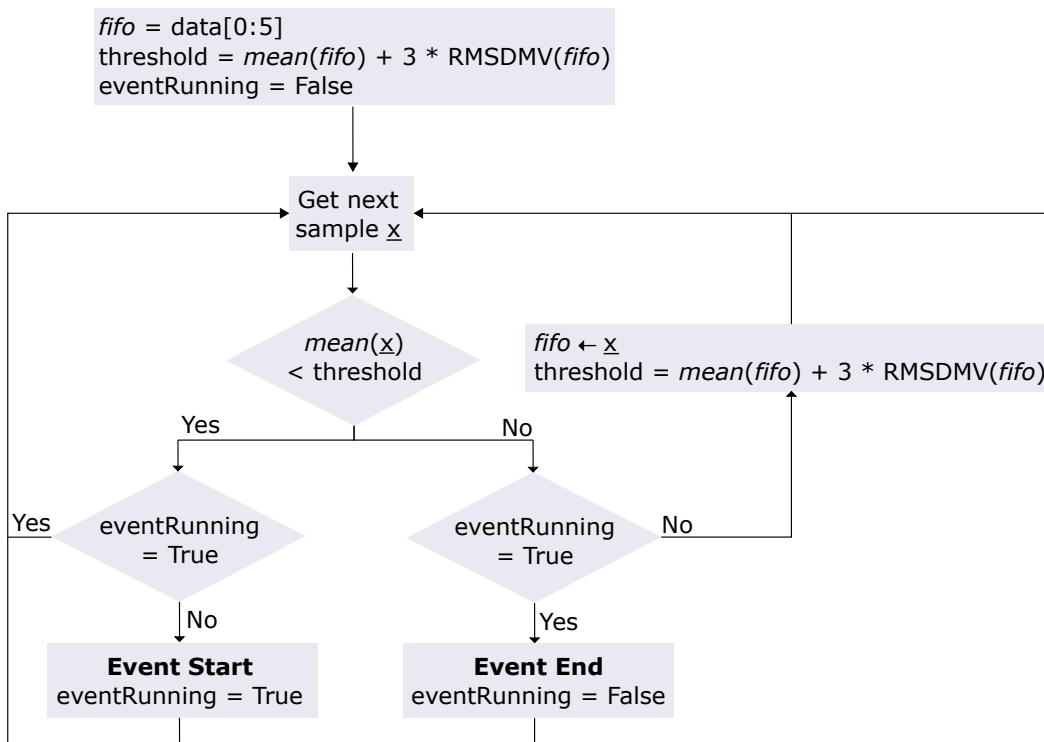 fifo = data[0:5]
threshold = mean(fifo) + 3 * RMSDMV(fifo)
eventRunning = False
Get next
sample x
mean(x)
< threshold
fifo ← x
threshold = mean(fifo) + 3 * RMSDMV(fifo)
Yes
No
Yes
eventRunning
= True
eventRunning
= True
No
No
Yes
Event Start
eventRunning = True
Event End
eventRunning = False